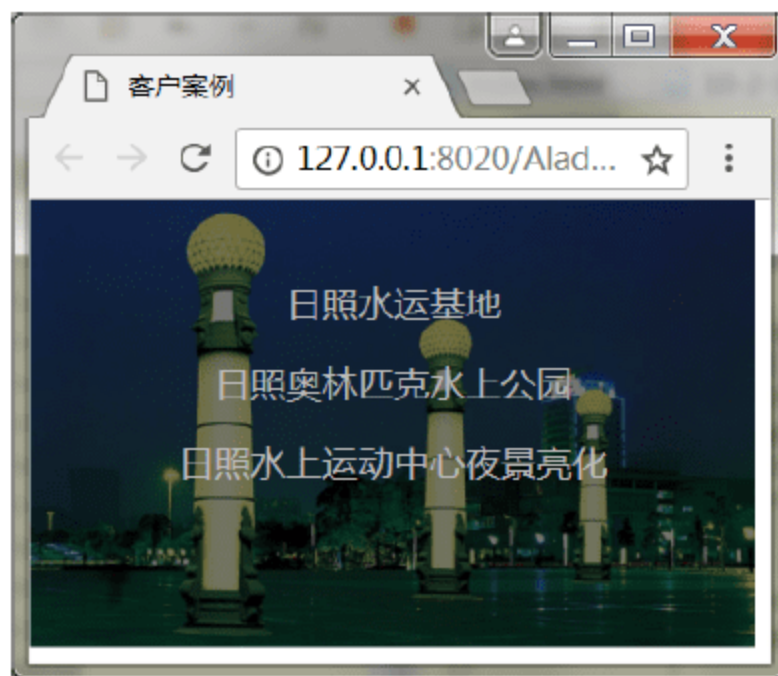 客户案例
127.0.0.1:8020/Alad...
日照水运基地
日照奥林匹克水上公园
日照水上运动中心夜景亮化